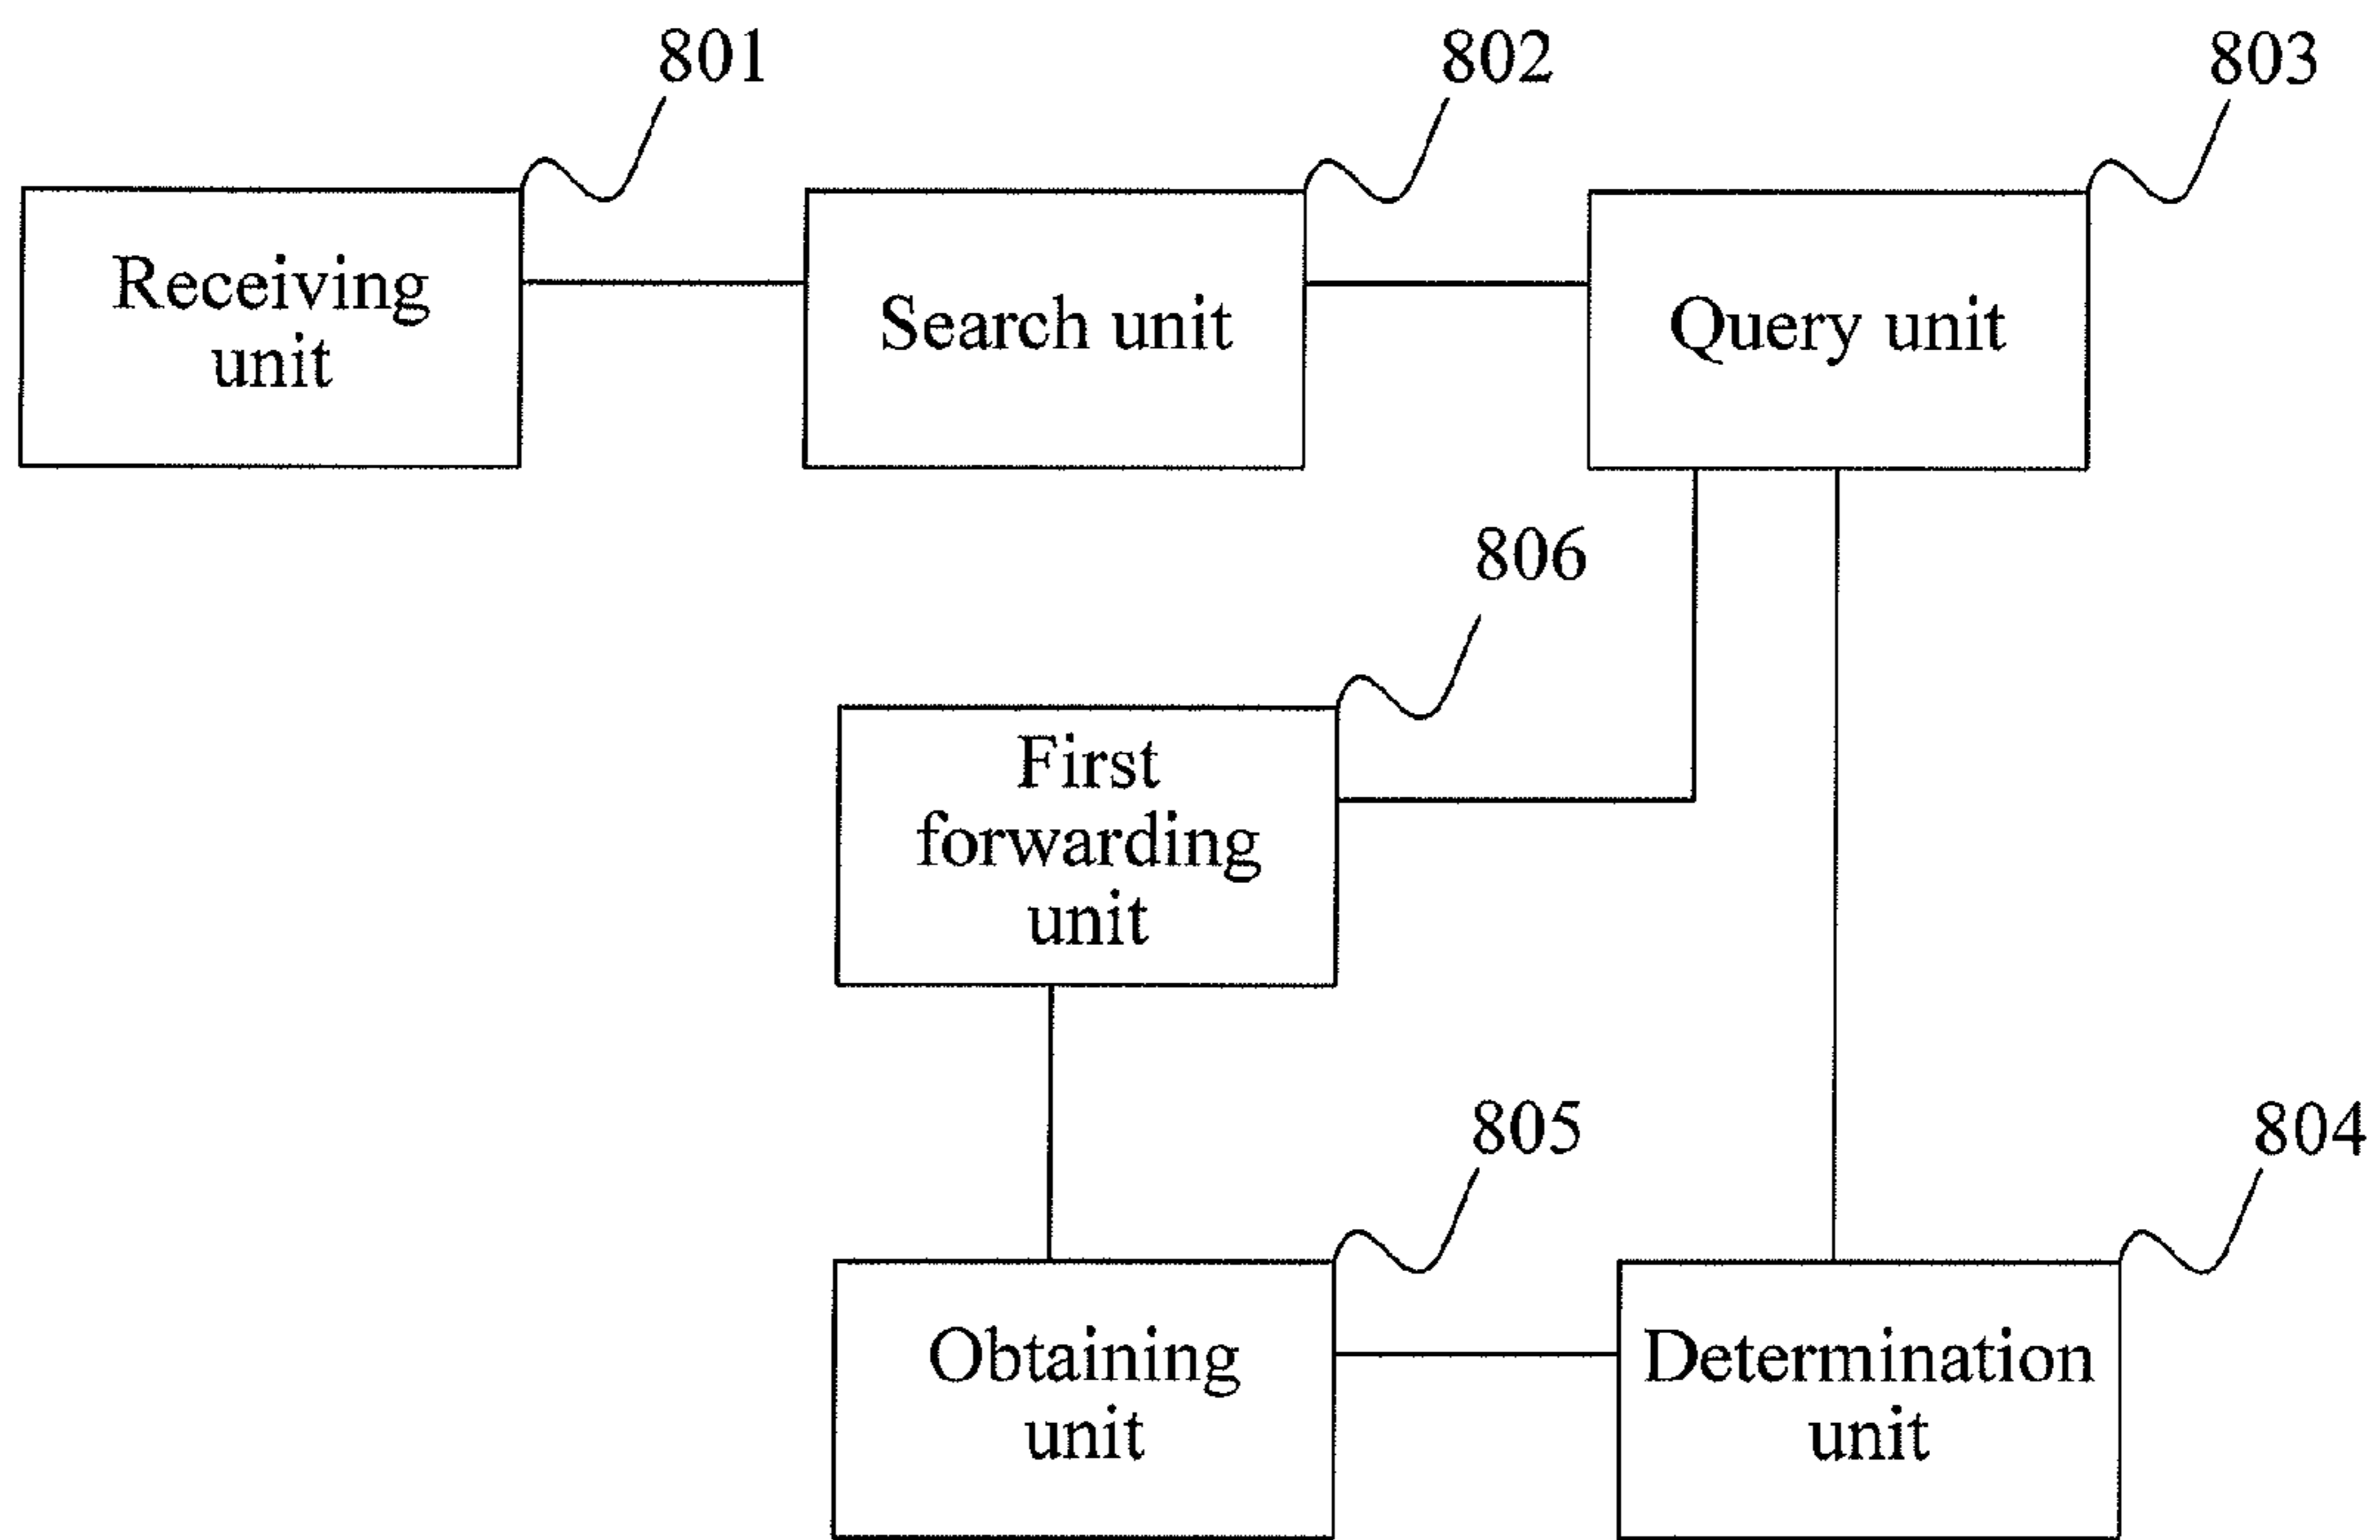 801
802
803
Receiving
unit
Search unit
Query unit
806
First
forwarding
unit
805
804
Obtaining
unit
Determination
unit